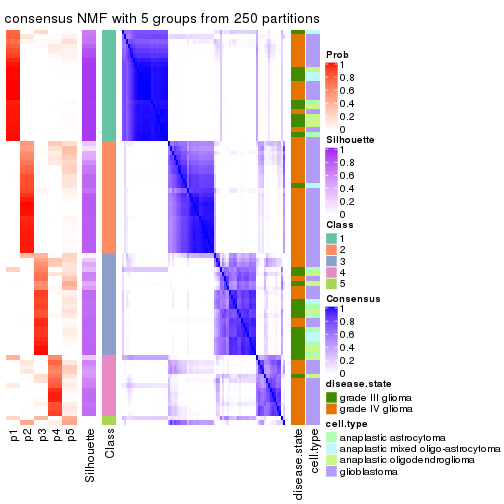 consensus NMF with 5 groups from 250 partitions
Prob
1
0.8
0.6
0.4
0.2
0
Silhouette
1
0.8
0.6
0.4
0.2
0
Class
1
2
3
4
5
Consensus
1
0.8
0.6
0.4
0.2
0
disease.state
grade III glioma
grade IV glioma
cell.type
anaplastic astrocytoma
anaplastic mixed oligo-astrocytoma
anaplastic oligodendroglioma
glioblastoma
p1
p2
p3
p4
p5
Silhouette
Class
disease.state
cell.type